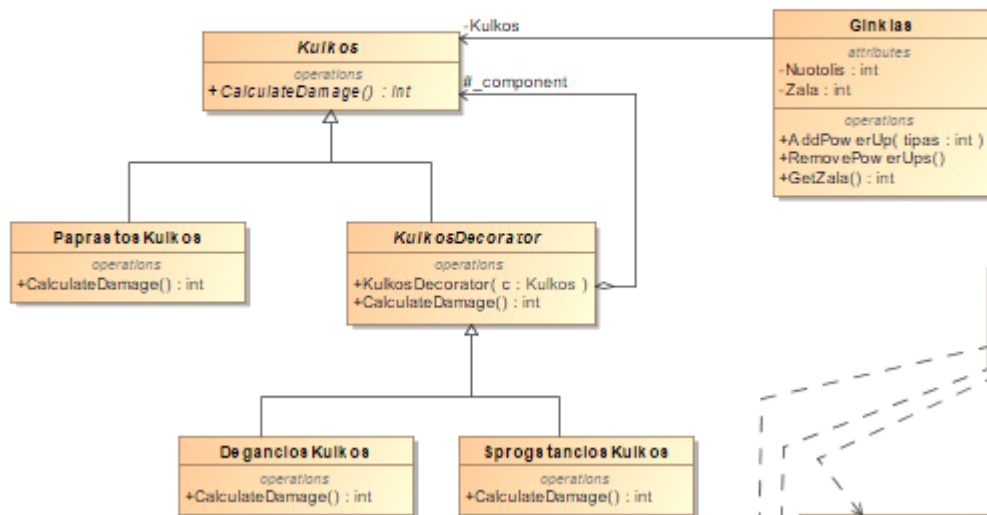 -Kulkos
Ginklas
attributes
-Nuotolis : int
-Zala : int
operations
+AddPowerUp( tipas : int )
+RemovePowerUps()
+GetZala() : int
Kulkos
operations
+CalculateDamage() : int
#_component
PaprastosKulkos
operations
+CalculateDamage() : int
KulkosDecorator
operations
+KulkosDecorator( c : Kulkos )
+CalculateDamage() : int
DeganciosKulkos
operations
+CalculateDamage() : int
SprogstanciosKulkos
operations
+CalculateDamage() : int